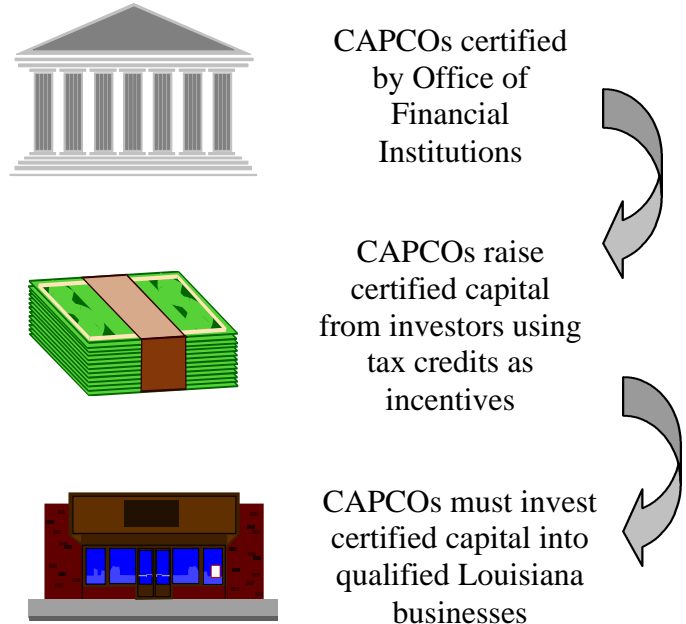 CAPCOs certified
by Office of
Financial
Institutions
CAPCOs raise
certified capital
from investors using
tax credits as
incentives
CAPCOs must invest
certified capital into
qualified Louisiana
businesses